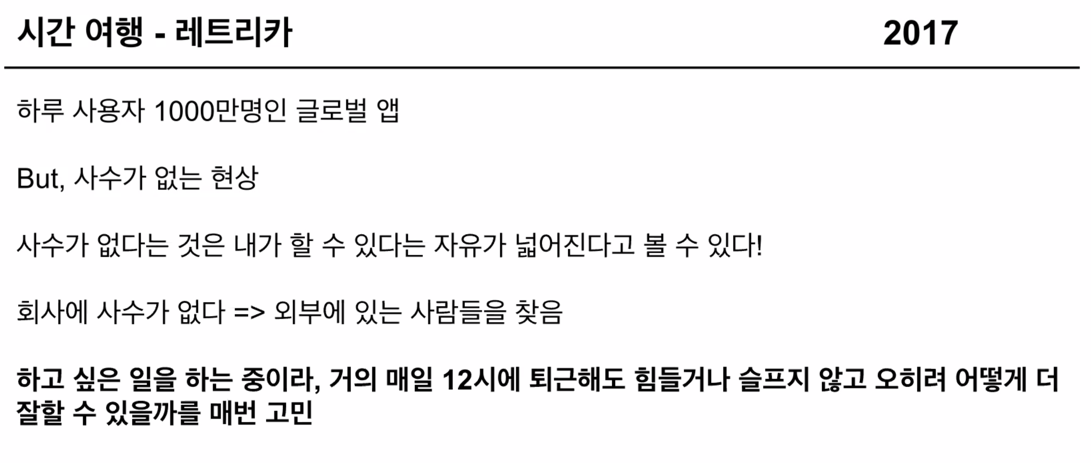 시간 여행 - 레트리카 2017
하루 사용자 1000만명인 글로벌 앱
But, 사수가 없는 현상
사수가 없다는 것은 내가 할 수 있다는 자유가 넓어진다고 볼 수 있다!
회사에 사수가 없다 => 외부에 있는 사람들을 찾음
하고 싶은 일을 하는 중이라, 거의 매일 12시에 퇴근해도 힘들거나 슬프지 않고 오히려 어떻게 더
잘할 수 있을까를 매번 고민